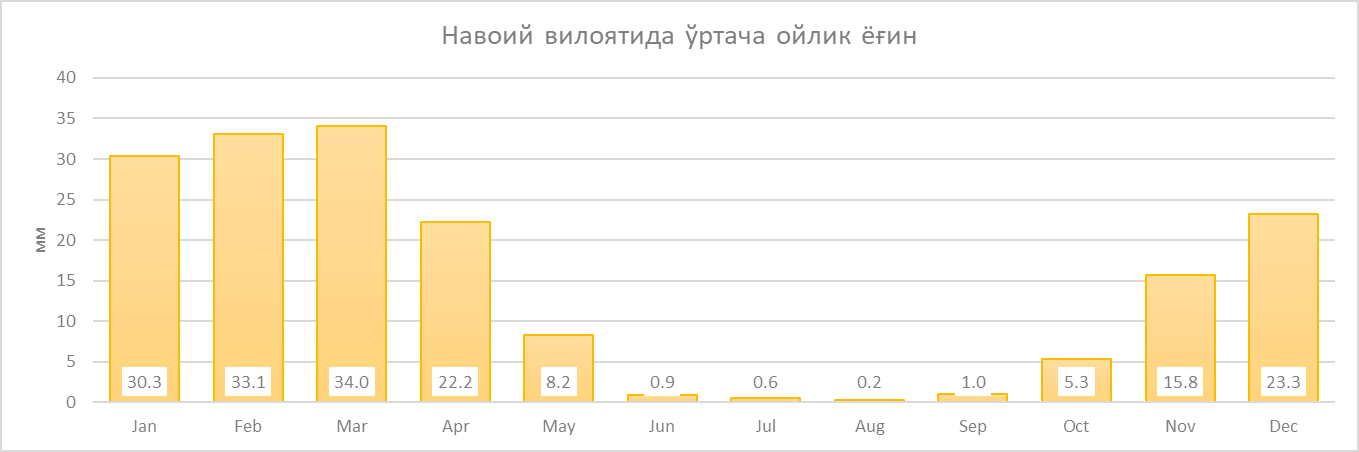 Навоий вилоятида ўртача ойлик ёғин
40
35
30
25
20
15
10
5
0
мм
30.3 33.1 34.0 22.2 8.2 0.9 0.6 0.2 1.0 5.3 15.8 23.3
Jan Feb Mar Apr May Jun Jul Aug Sep Oct Nov Dec